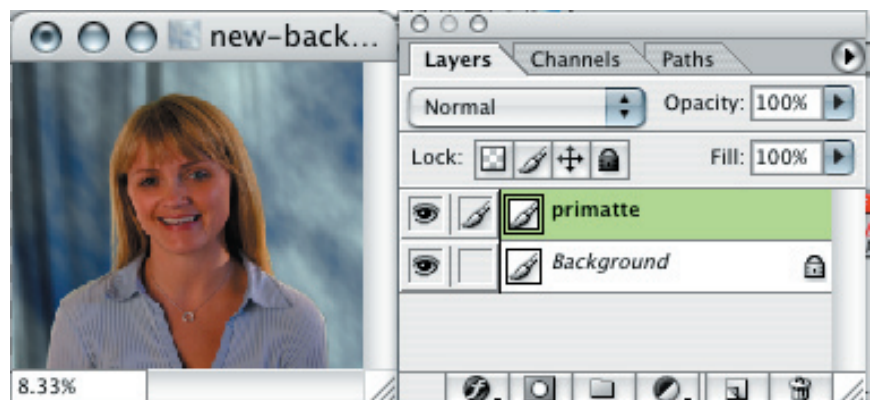 new-back...
Layers Channels Paths
Normal Opacity: 100%
Lock: Fill: 100%
primatte
Background
8.33%